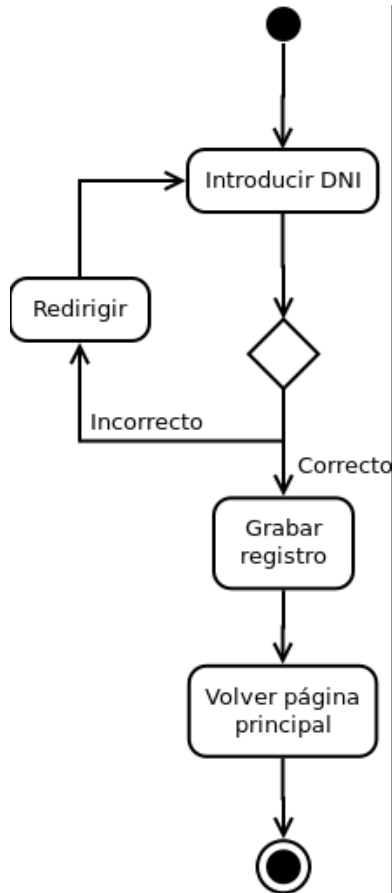 Introducir DNI
Redirigir
Incorrecto
Correcto
Grabar
registro
Volver página
principal